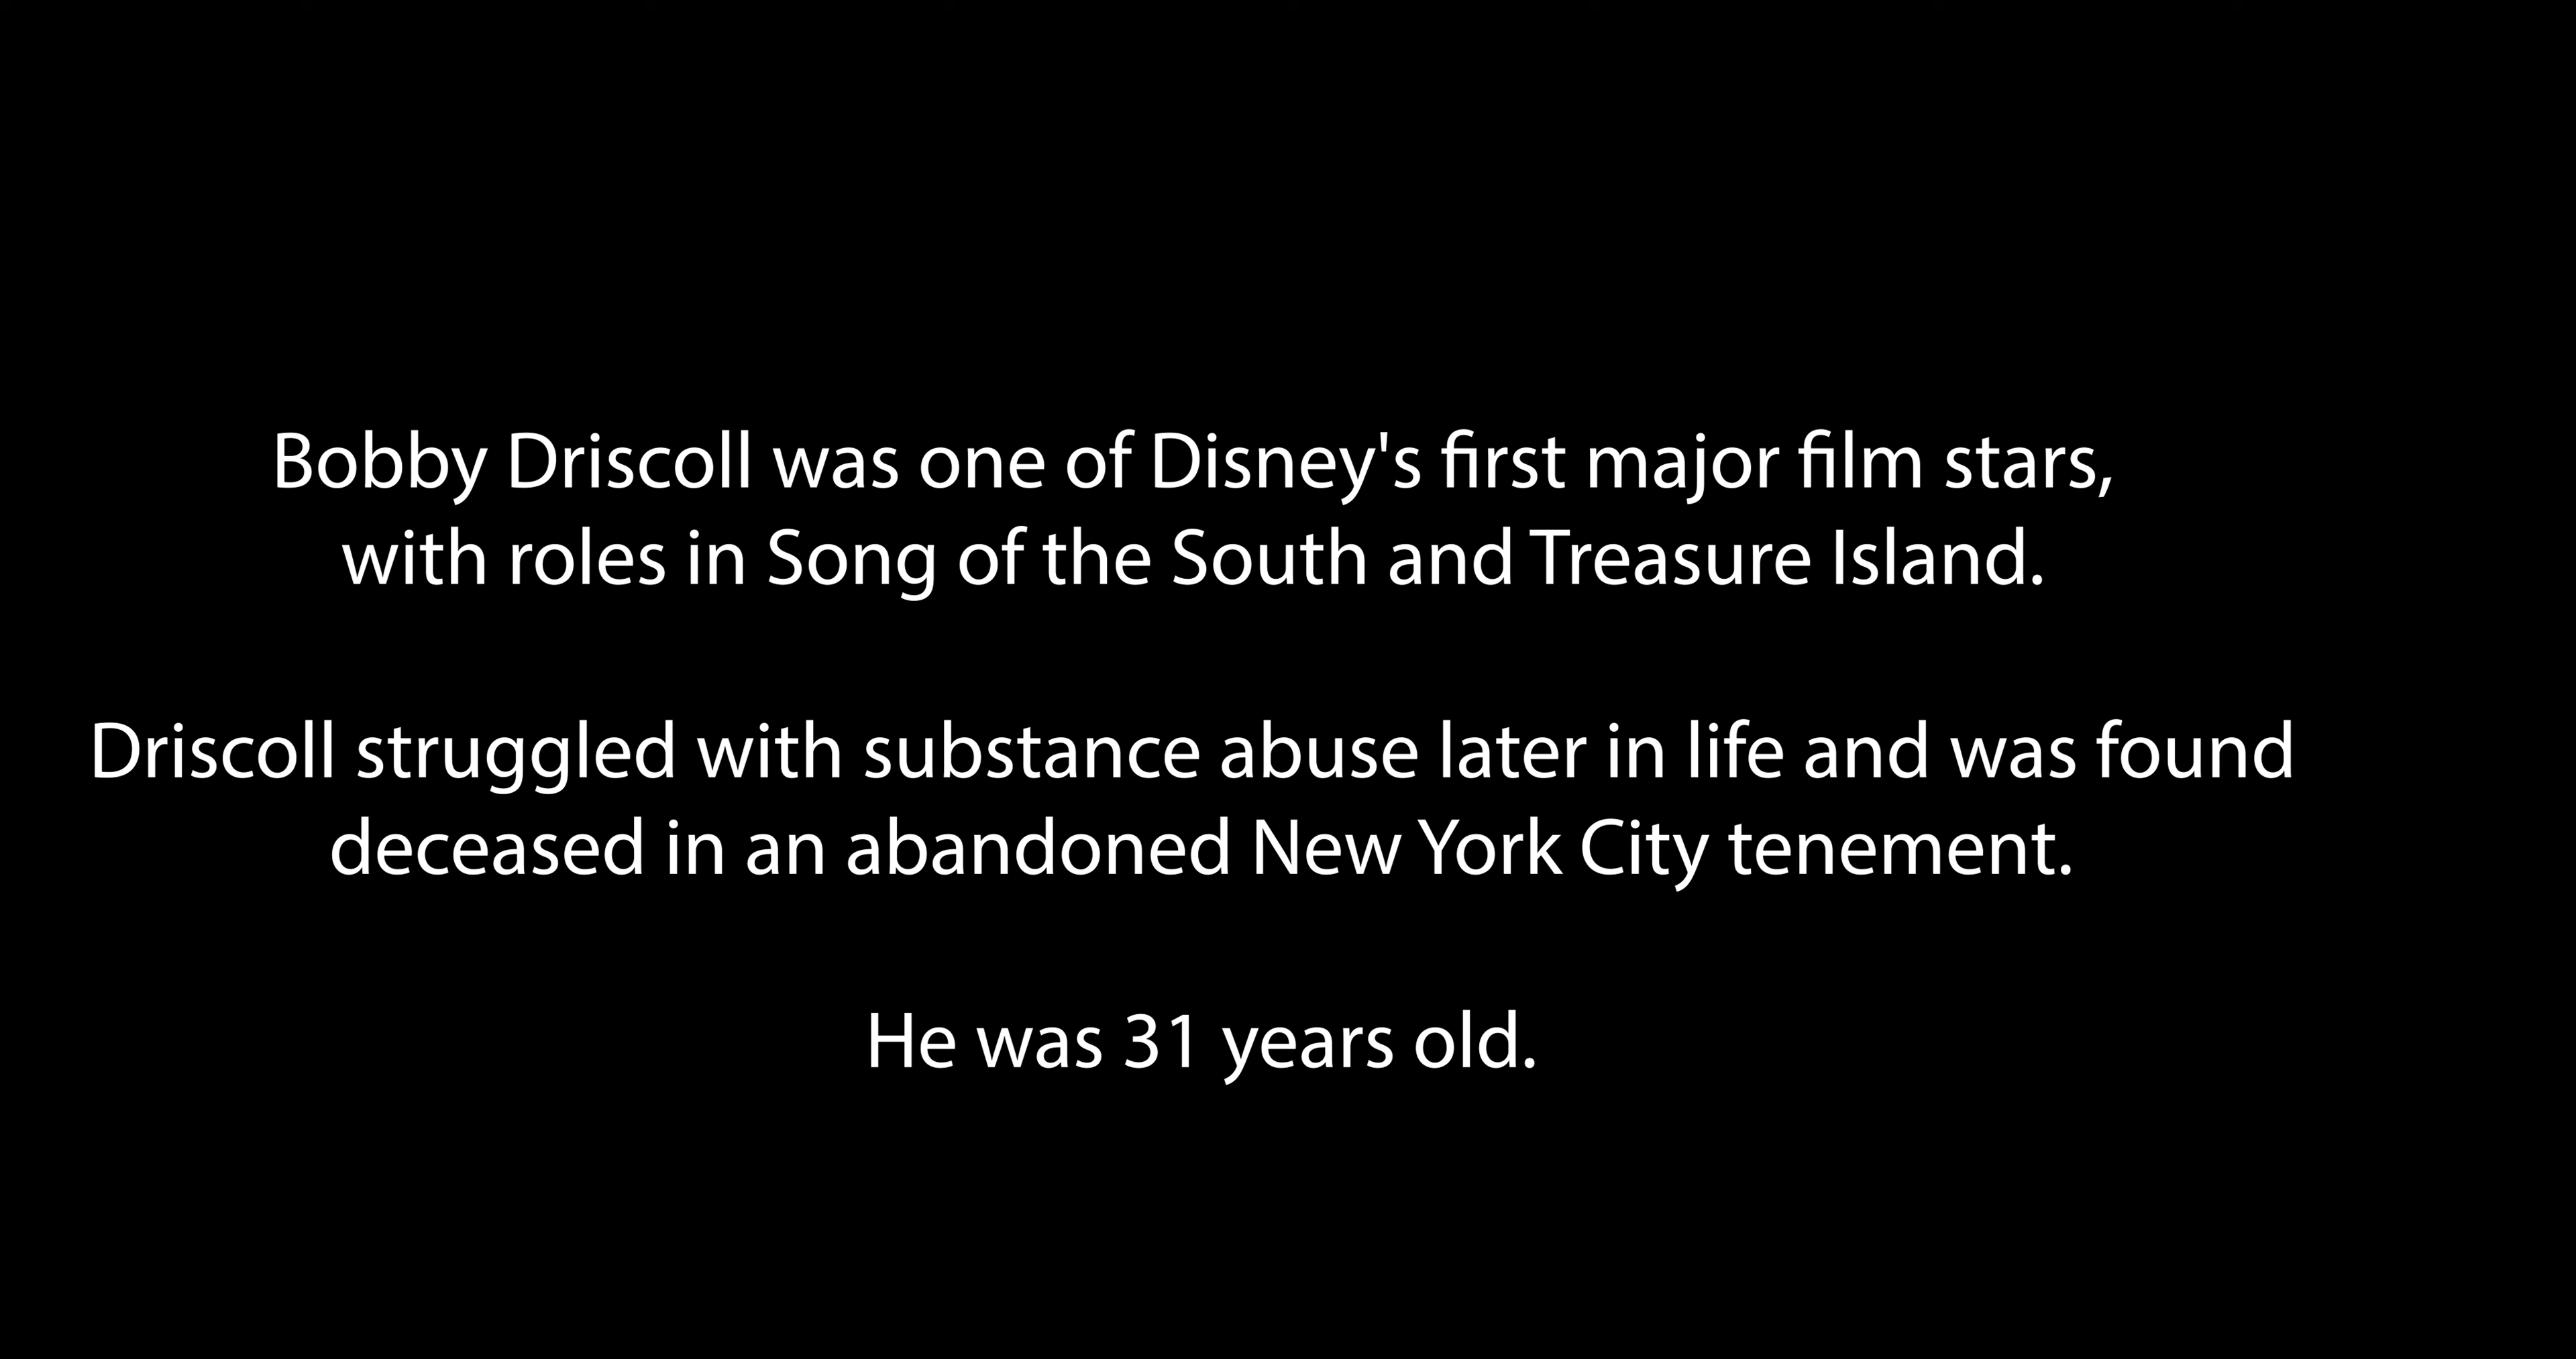 Bobby Driscoll was one of Disney's first major film stars,
with roles in Song of the South and Treasure Island.
Driscoll struggled with substance abuse later in life and was found
deceased in an abandoned New York City tenement.
He was 31 years old.